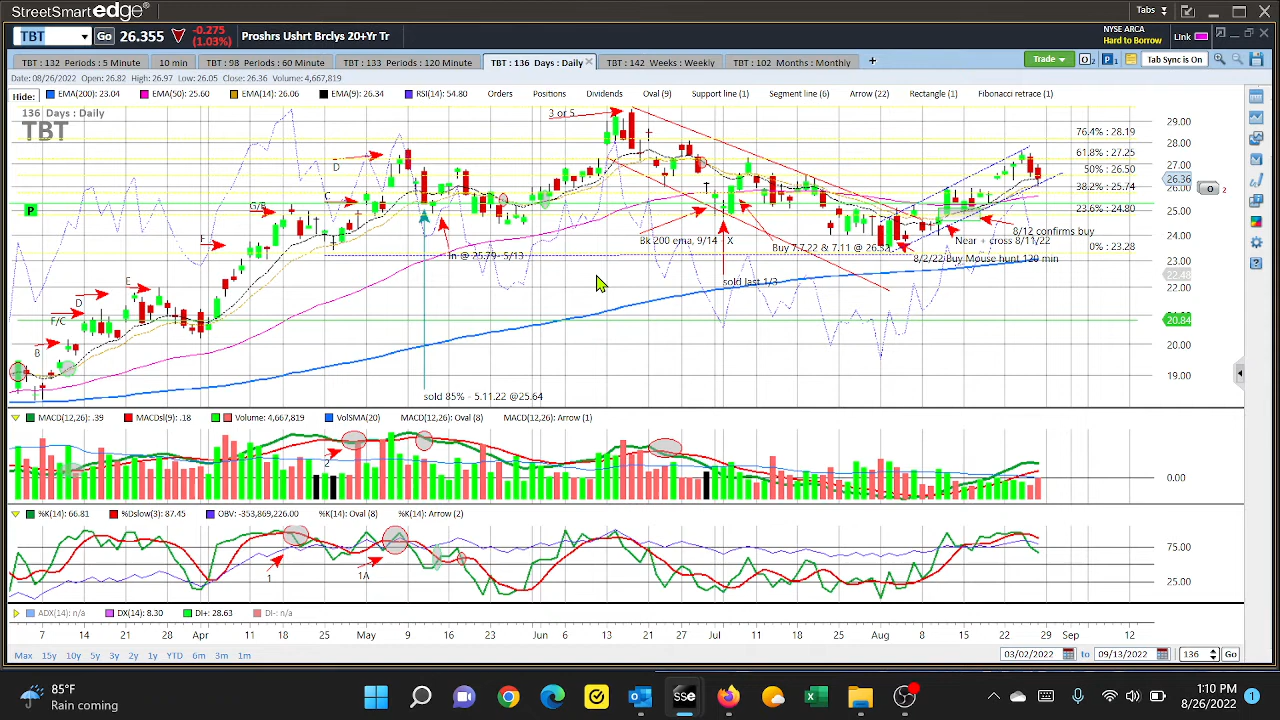 StreetSmart edge® Tabs
TBT Go 26.355 -0.275 (1.03%) Proshrs Ushrt Brclys 20+Yr Tr NYSE ARCA Hard to Borrow Link
TBT : 132 Periods : 5 Minute 10 min TBT : 98 Periods : 60 Minute TBT : 133 Periods : 15 Minute TBT : 136 Days : Daily TBT : 142 Weeks : Weekly TBT : 102 Months : Monthly + Trade Tab Sync is On
Date: 08/26/2022 Open: 26.82 High: 26.97 Low: 26.05 Close: 26.36 Volume: 4,667,819
Hide: EMA(200): 23.04 EMA(50): 25.60 EMA(14): 26.06 EMA(9): 26.34 RSI(14): 54.80 Orders Positions Dividends Oval (9) Support line (1) Segment line (6) Arrow (22) Rectangle (1) Fibonacci retrace (1)
136 Days : Daily
TBT
3 or 5
29.00
76.4% : 28.19
28.00
61.8% : 27.25
27.00
50% : 26.50
26.36
26.00
38.2% : 25.74
23.6% : 24.80
25.00
24.00
0% : 23.28
22.48
22.00
20.84
20.00
19.00
D
C
G/B
P
F
E
D
F/C
B
In @ 25.79- 5/13
Bk 200 ema. 9/14
X
Buy 7.7.22 & 7.11 @ 26.32
8/12 confirms buy
Near + cross 8/11/22
8/2/22 Buy Mouse hunt 120 min
sold last 1/3
sold 85% - 5.11.22 @25.64
MACD(12,26): .39 MACDsl(9): .18 Volume: 4,667,819 VolSMA(20) MACD(12,26): Oval (8) MACD(12,26): Arrow (1)
2
0.00
%K(14): 66.81 %Dslow(3): 87.45 OBV: -353,869,226.00 %K(14): Oval (8) %K(14): Arrow (2)
75.00
1
1A
25.00
ADX(14): n/a DX(14): 8.30 DI+: 28.63 DI-: n/a
7 14 21 28 Apr 11 18 25 May 9 16 23 Jun 6 13 21 27 Jul 11 18 25 Aug 8 15 22 29 Sep 12
Max 15y 10y 5y 3y 2y 1y YTD 6m 3m 1m 03/02/2022 to 09/13/2022 136 Go
85°F
Rain coming
1:10 PM
8/26/2022